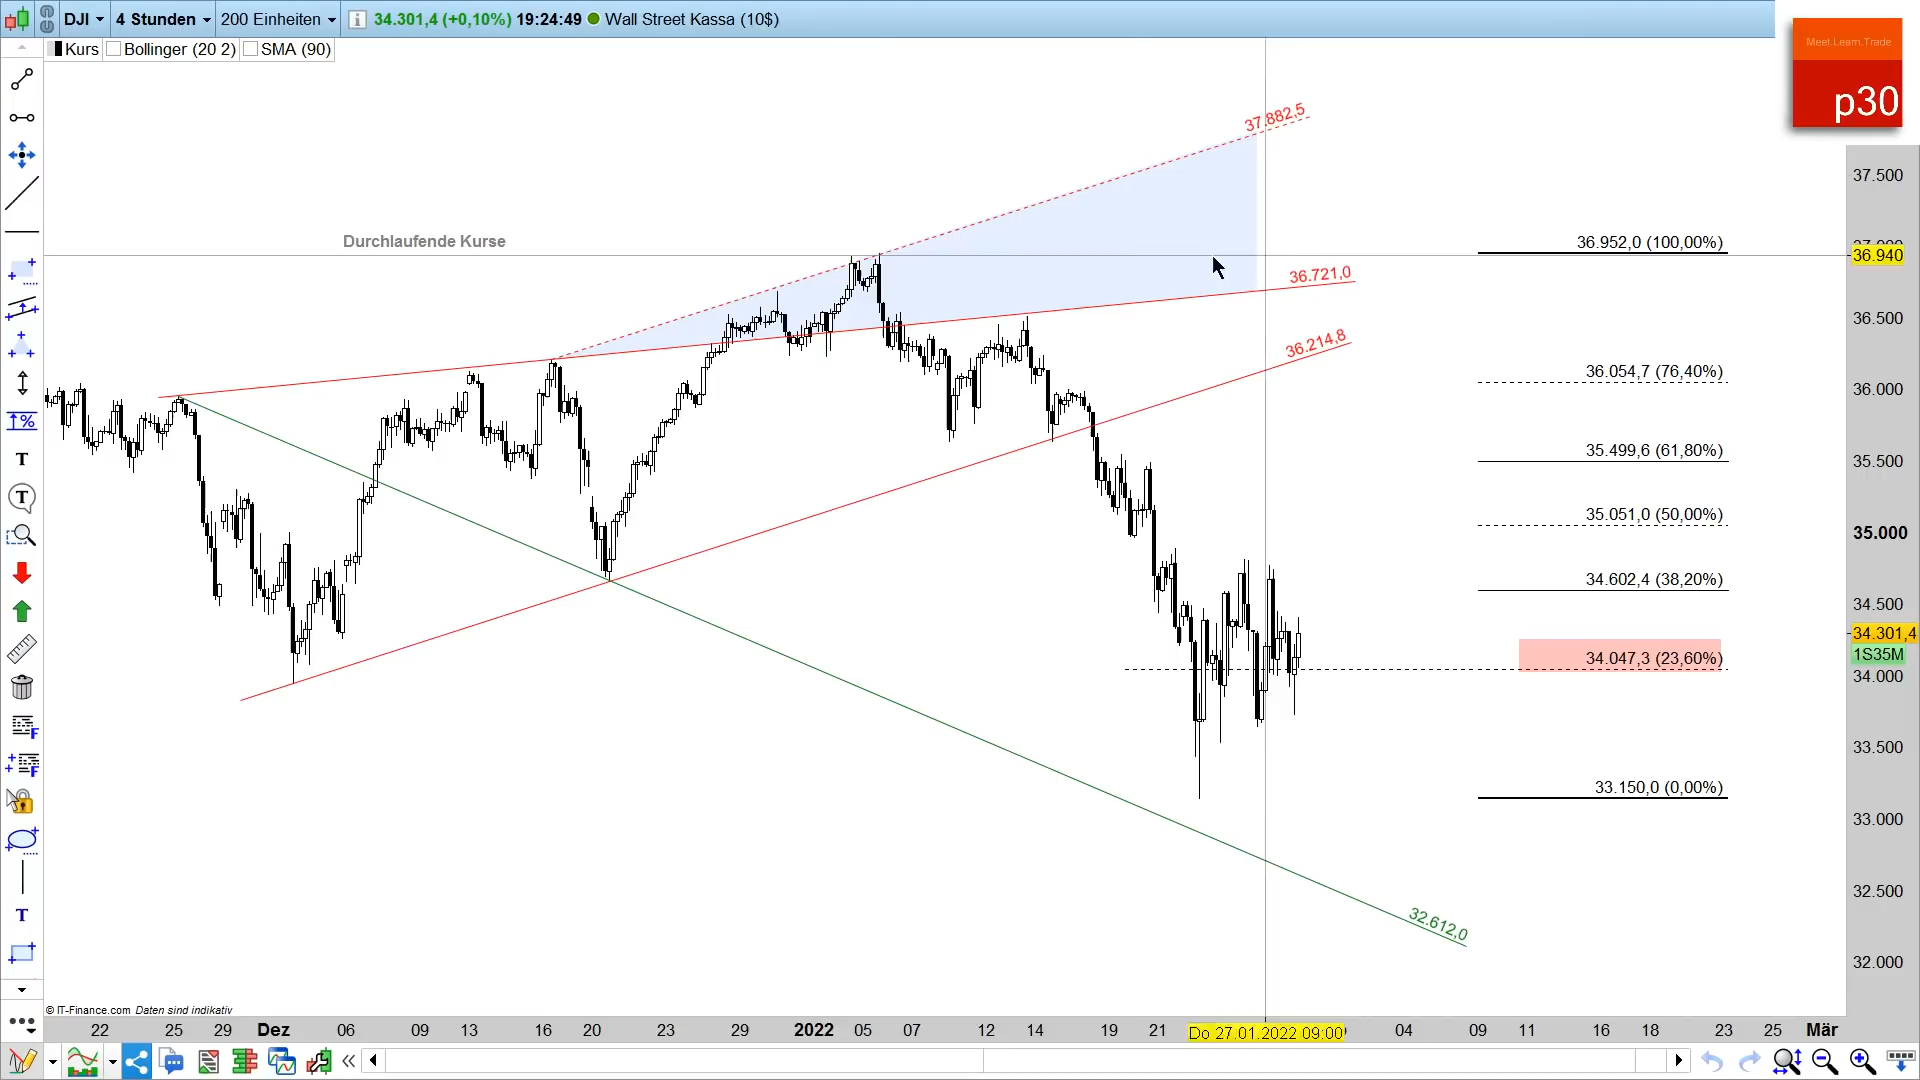 DJI
4 Stunden
200 Einheiten
34.301,4 (+0,10%) 19:24:49 Wall Street Kassa (10$)
Kurs Bollinger (20 2) SMA (90)
Meet.Learn.Trade
p30
37.882,5
37.500
Durchlaufende Kurse
36.952,0 (100,00%)
36.940
36.721,0
36.500
36.214,8
36.054,7 (76,40%)
36.000
35.499,6 (61,80%)
35.500
35.051,0 (50,00%)
35.000
34.602,4 (38,20%)
34.500
34.301,4
1S35M
34.047,3 (23,60%)
34.000
33.500
33.150,0 (0,00%)
33.000
32.500
32.612,0
32.000
© IT-Finance.com Daten sind indikativ
22 25 29 Dez 06 09 13 16 20 23 29 2022 05 07 12 14 19 21 Do 27.01.2022 09:00 04 09 11 16 18 23 25 Mär